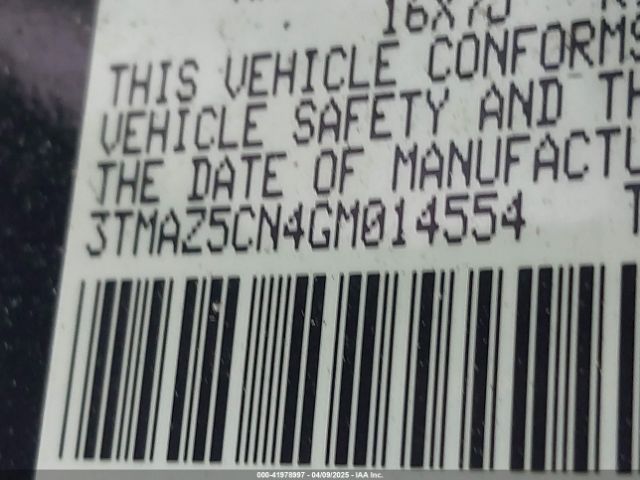 16X7J
THIS VEHICLE CONFORMS
VEHICLE SAFETY AND TH
THE DATE OF MANUFACTU
3TMAZ5CN4GM014554 T
000-41978997 - 04/09/2025 - IAA Inc.